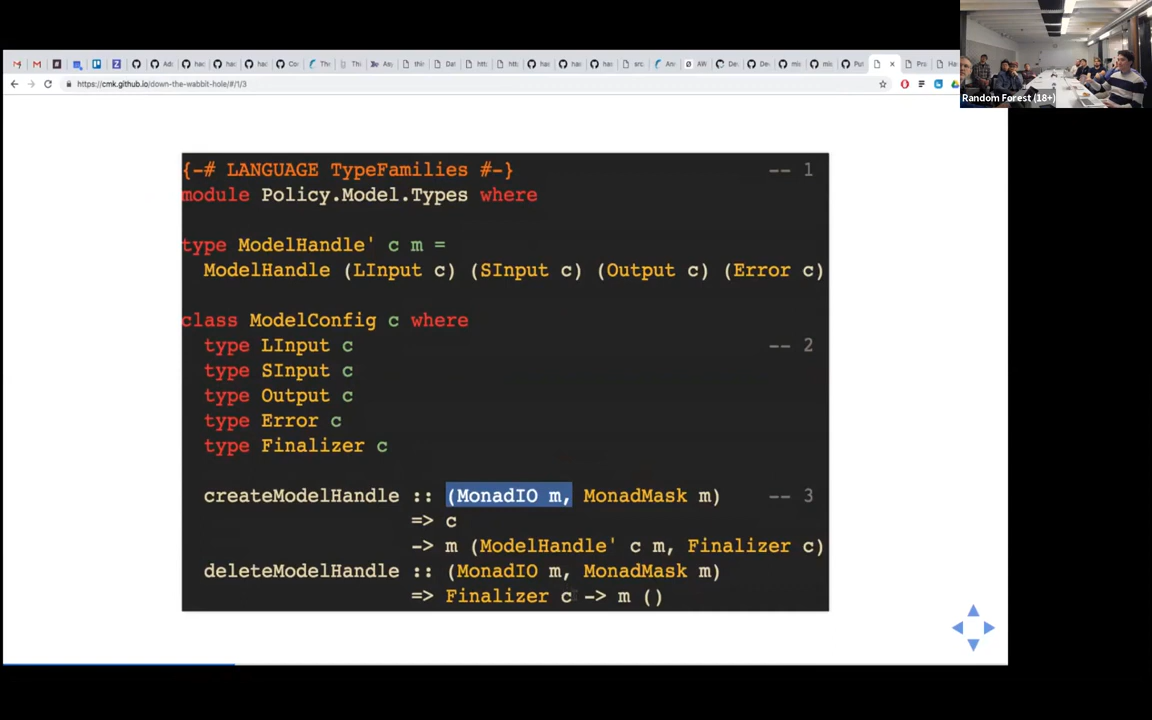 Random Forest (18+)
https://cmk.github.io/down-the-wabbit-hole/#/1/3
{-# LANGUAGE TypeFamilies #-} -- 1
module Policy.Model.Types where
type ModelHandle' c m =
ModelHandle (LInput c) (SInput c) (Output c) (Error c)
class ModelConfig c where
type LInput c -- 2
type SInput c
type Output c
type Error c
type Finalizer c
createModelHandle :: (MonadIO m, MonadMask m) -- 3
=> c
-> m (ModelHandle' c m, Finalizer c)
deleteModelHandle :: (MonadIO m, MonadMask m)
=> Finalizer c -> m ()